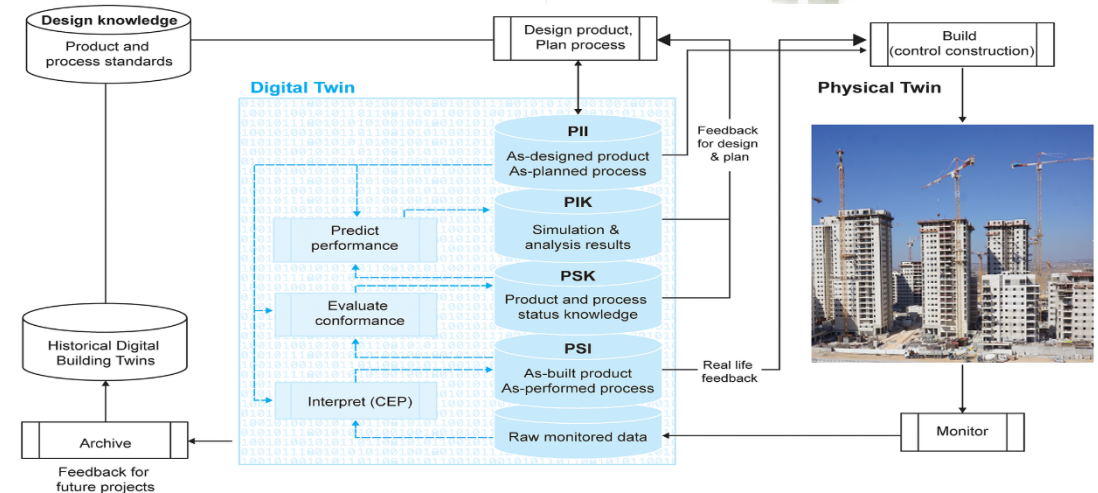 Design knowledge
Product and
process standards
Design product,
Plan process
Build
(control construction)
Digital Twin
Physical Twin
PII
As-designed product
As-planned process
Feedback
for design
& plan
PIK
Simulation &
analysis results
Predict
performance
PSK
Product and process
status knowledge
Evaluate
conformance
Historical Digital
Building Twins
PSI
As-built product
As-performed process
Real life
feedback
Interpret (CEP)
Raw monitored data
Monitor
Archive
Feedback for
future projects